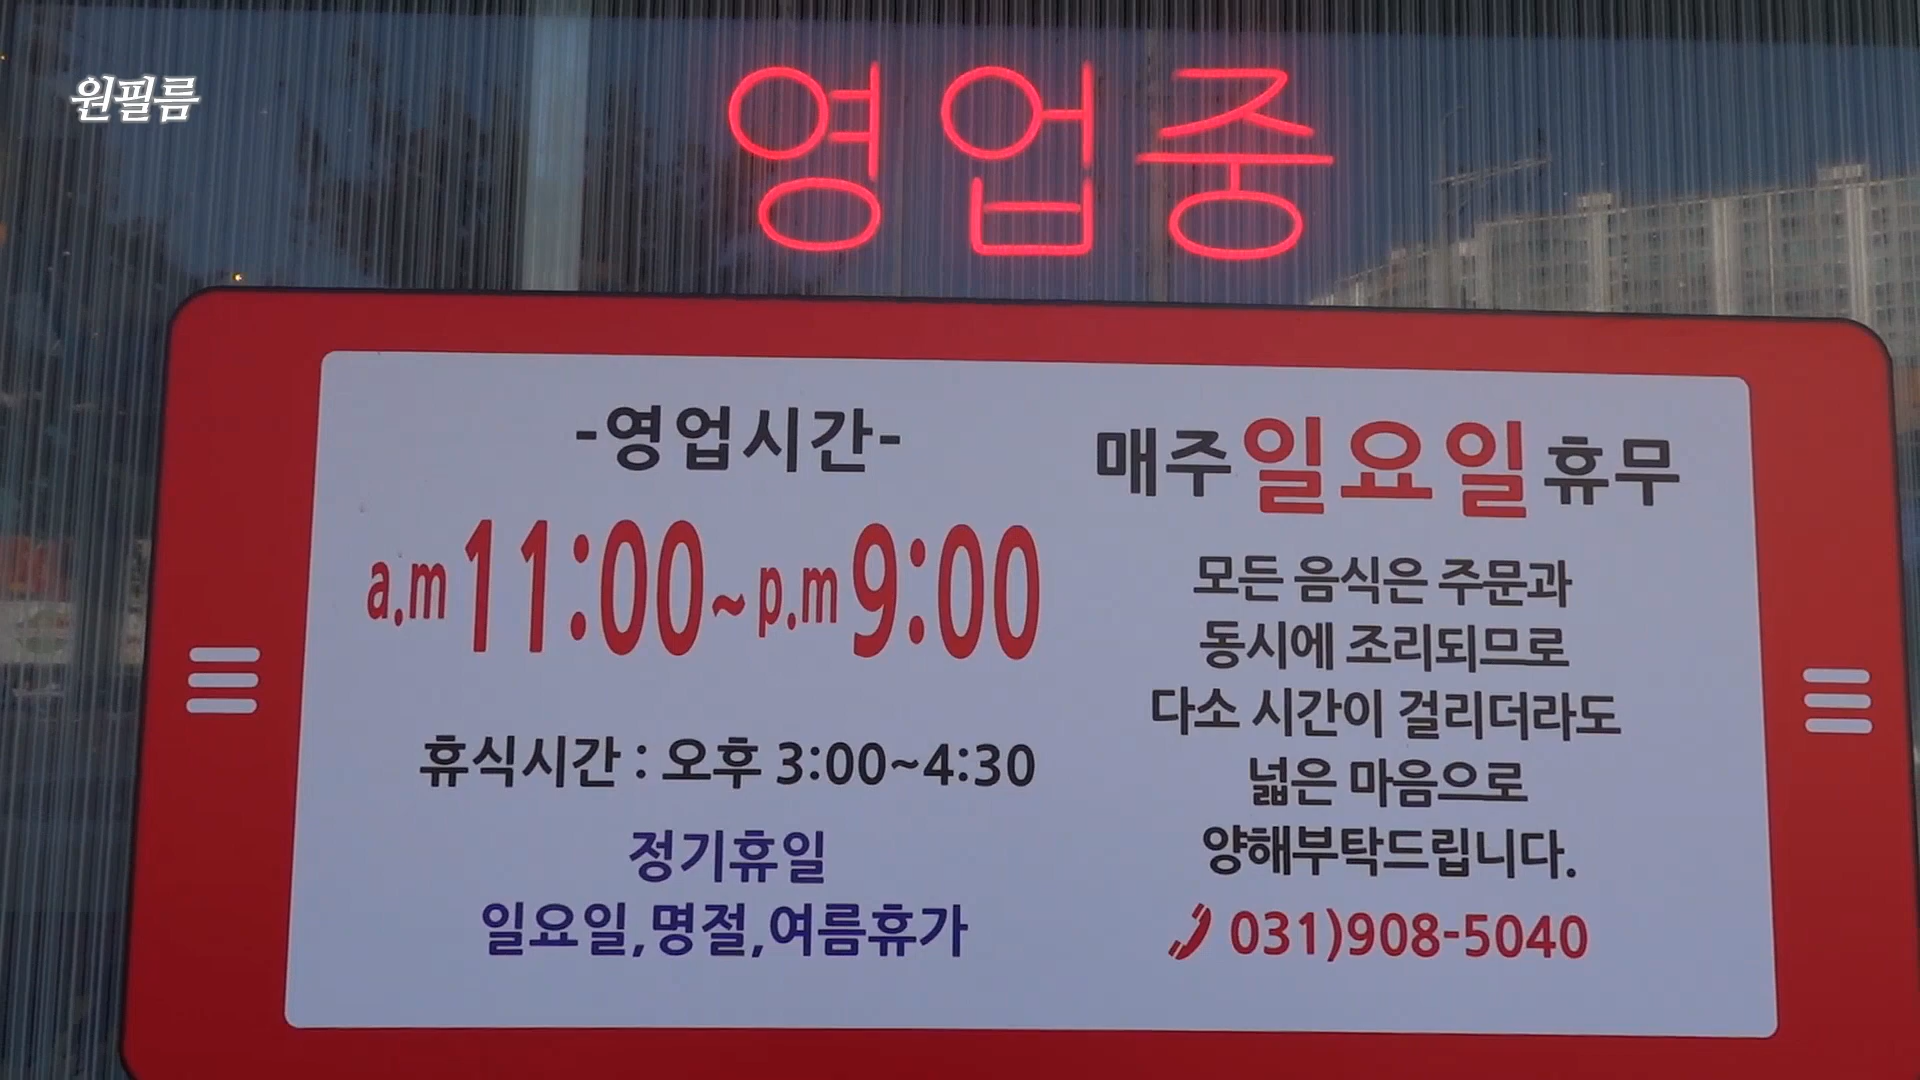 원필름
영업중
-영업시간-
a.m 11:00~p.m 9:00
휴식시간 : 오후 3:00~4:30
정기휴일
일요일,명절,여름휴가
매주 일요일 휴무
모든 음식은 주문과
동시에 조리되므로
다소 시간이 걸리더라도
넓은 마음으로
양해부탁드립니다.
031)908-5040